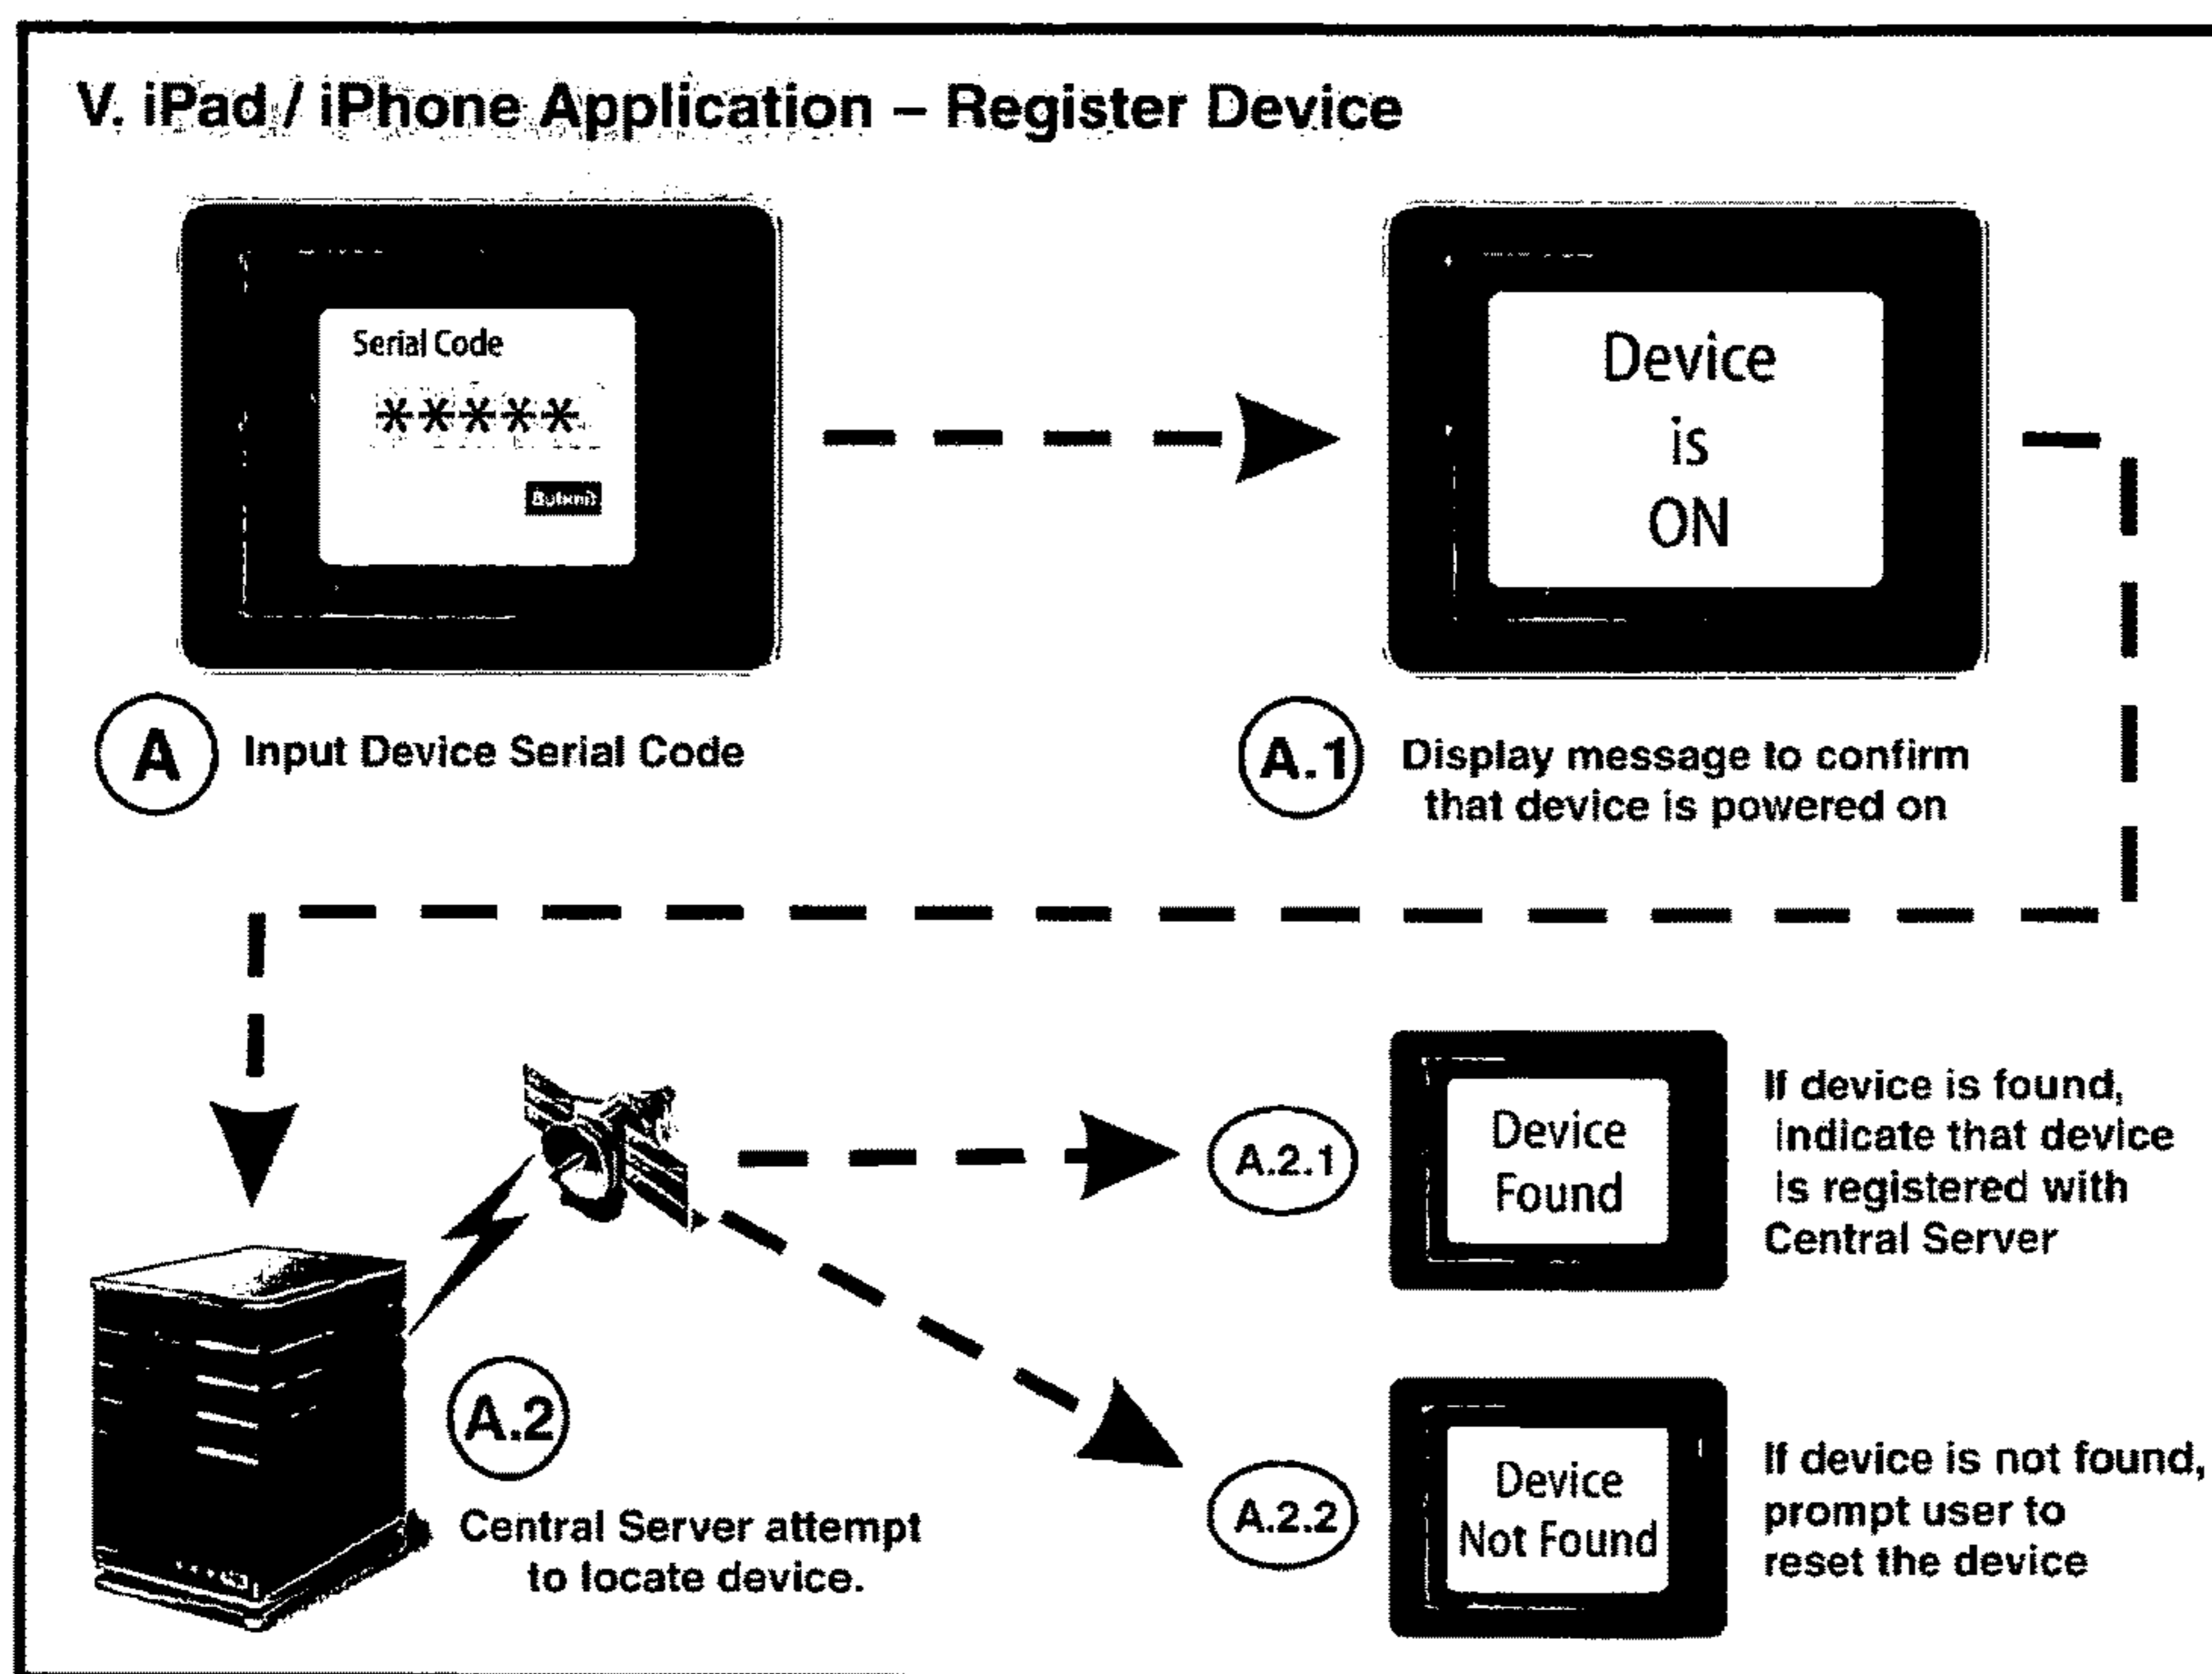 V. iPad / iPhone Application – Register Device
Serial Code
*****
Submit
Device
is
ON
A
Input Device Serial Code
A.1
Display message to confirm
that device is powered on
A.2.1
Device
Found
If device is found,
indicate that device
is registered with
Central Server
A.2
Central Server attempt
to locate device.
A.2.2
Device
Not Found
If device is not found,
prompt user to
reset the device